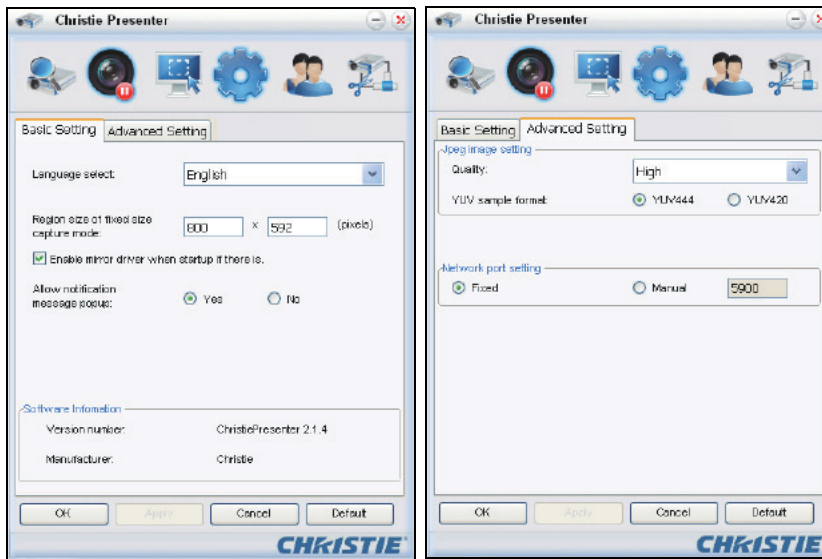 Christie Presenter
Basic Setting Advanced Setting
Language select: English
Region size of fixed size capture mode: 800 x 592 (pixels)
Enable mirror driver when startup if there is.
Allow notification message popup: Yes No
Software Infomation
Version number: ChristiePresenter 2.1.4
Manufacturer: Christie
OK Apply Cancel Default
CHRISTIE
Christie Presenter
Basic Setting Advanced Setting
Jpeg image setting
Quality: High
YUV sample format: YUV444 YUV420
Network port setting
Fixed Manual 5900
OK Apply Cancel Default
CHRISTIE